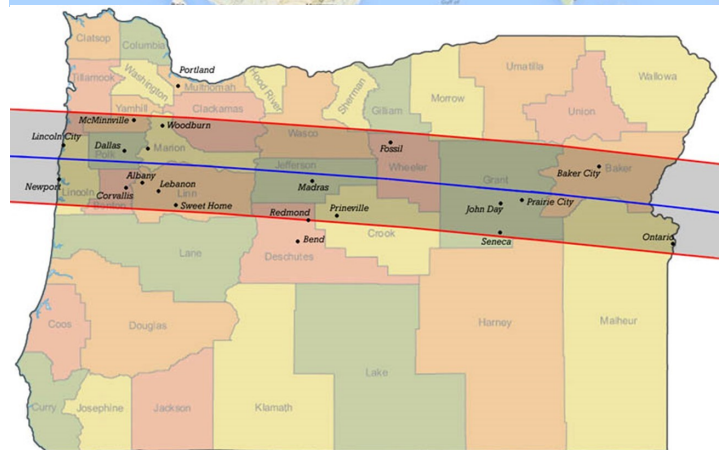 Clatsop
Columbia
Tillamook
Washington
Portland
Multnomah
Hood River
Sherman
Gilliam
Morrow
Umatilla
Union
Wallowa
Yamhill
Clackamas
McMinnville
Woodburn
Wasco
Lincoln City
Dallas
Polk
Marion
Fossil
Wheeler
Jefferson
Grant
Baker City
Baker
Newport
Lincoln
Albany
Lebanon
Linn
Corvallis
Benton
Sweet Home
Madras
Redmond
Prineville
John Day
Prairie City
Crook
Bend
Seneca
Ontario
Lane
Deschutes
Coos
Douglas
Harney
Malheur
Lake
Curry
Josephine
Jackson
Klamath